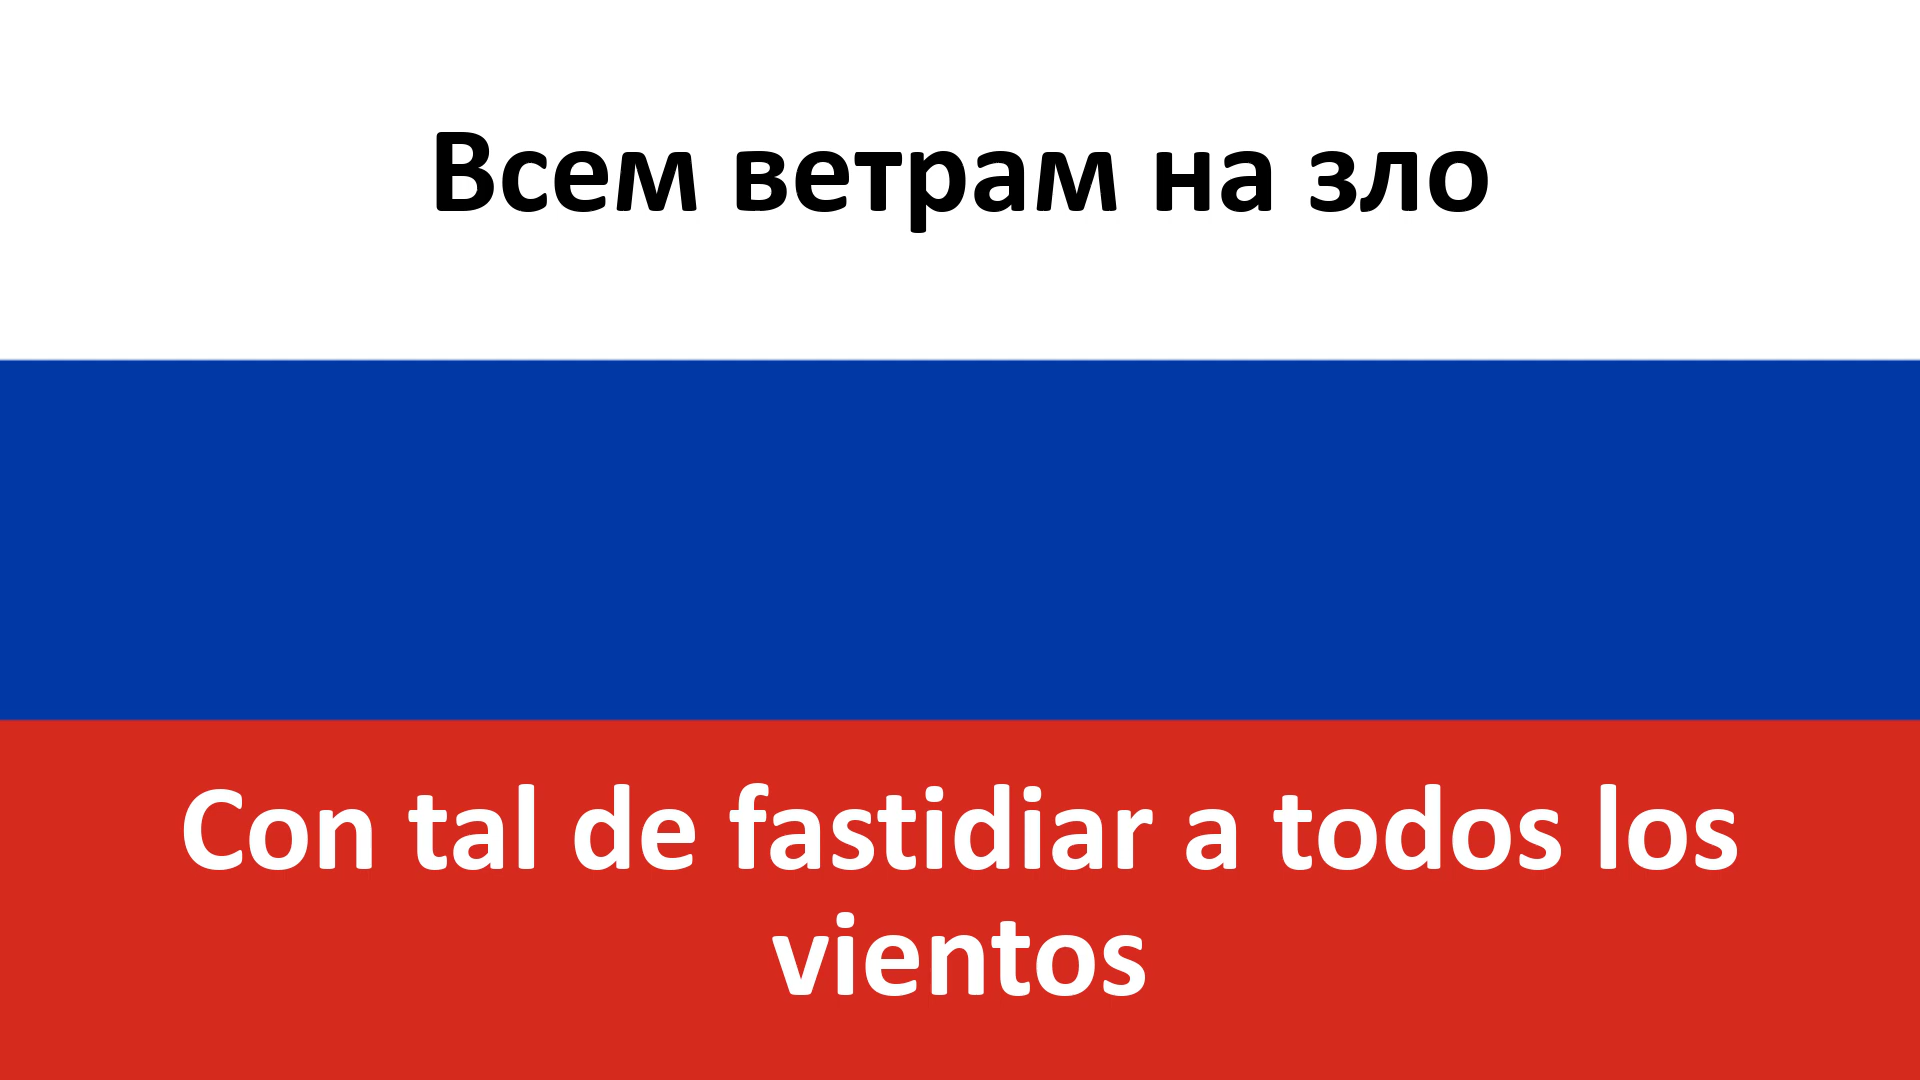 Всем ветрам на зло
Con tal de fastidiar a todos los
vientos